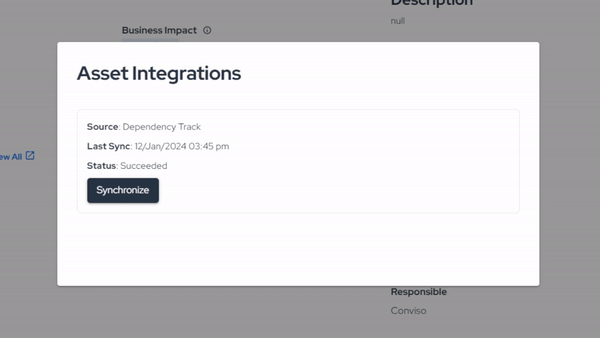 Description
null
Business Impact
Asset Integrations
Source: Dependency Track
Last Sync: 12/Jan/2024 03:45 pm
Status: Succeeded
Synchronize
ew All
Responsible
Conviso